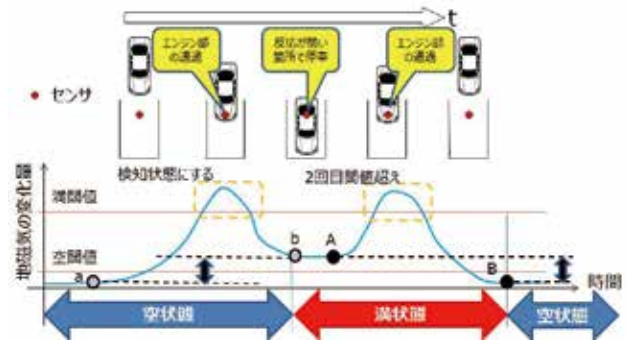 t
エンジン部
の通過
反応が弱い
箇所で停車
エンジン部
の通過
センサ
検知状態にする
2回目閾値超え
地磁気の変化量
満閾値
空閾値
a
b
A
B
時間
空状態
満状態
空状態